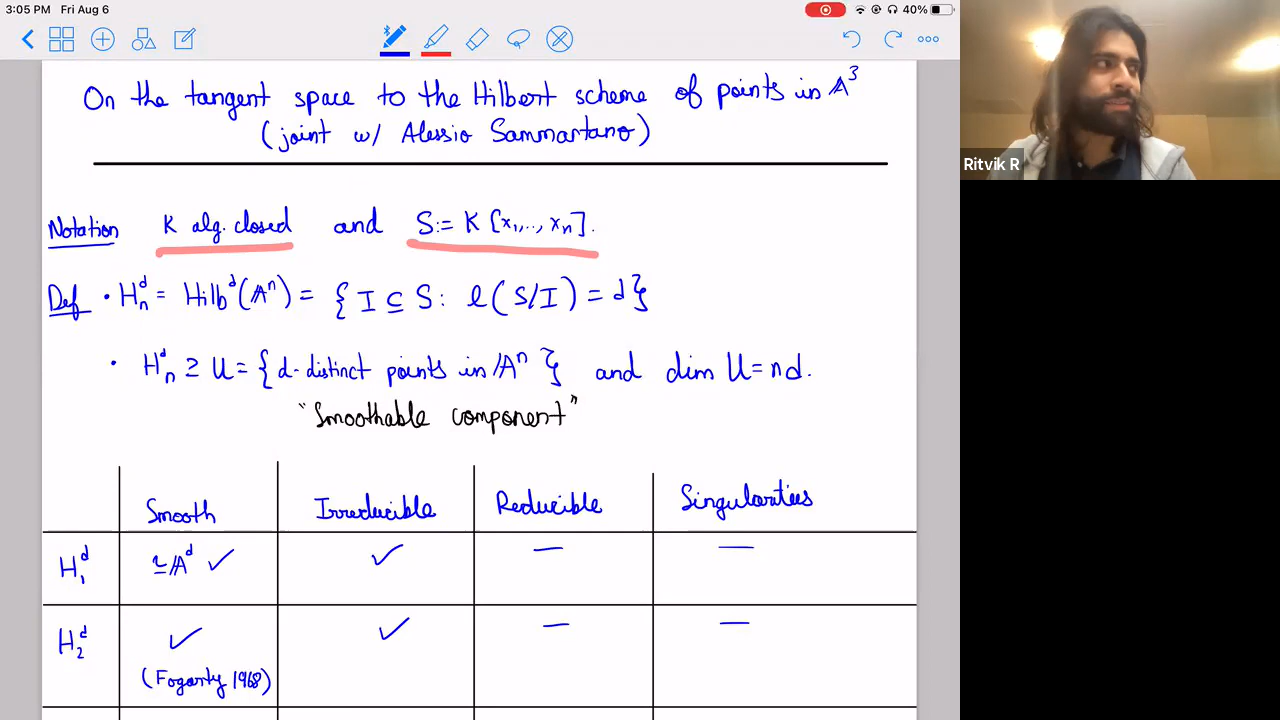 3:05 PM Fri Aug 6
40%
On the tangent space to the Hilbert scheme of points in 𝔸³
(joint w/ Alessio Sammartano)
Ritvik R
Notation K alg. closed and S := K[x₁,.., xₙ].
Def • Hₙᵈ = Hilbᵈ(𝔸ⁿ) = { I ⊆ S : ℓ(S/I) = d }
• Hₙᵈ ⊇ U = { d-distinct points in 𝔸ⁿ } and dim U = nd.
"Smoothable component"
Smooth Irreducible Reducible Singularities
H₁ᵈ ≃𝔸ᵈ ✓ ✓ — —
H₂ᵈ ✓ ✓ — —
(Fogarty 1968)